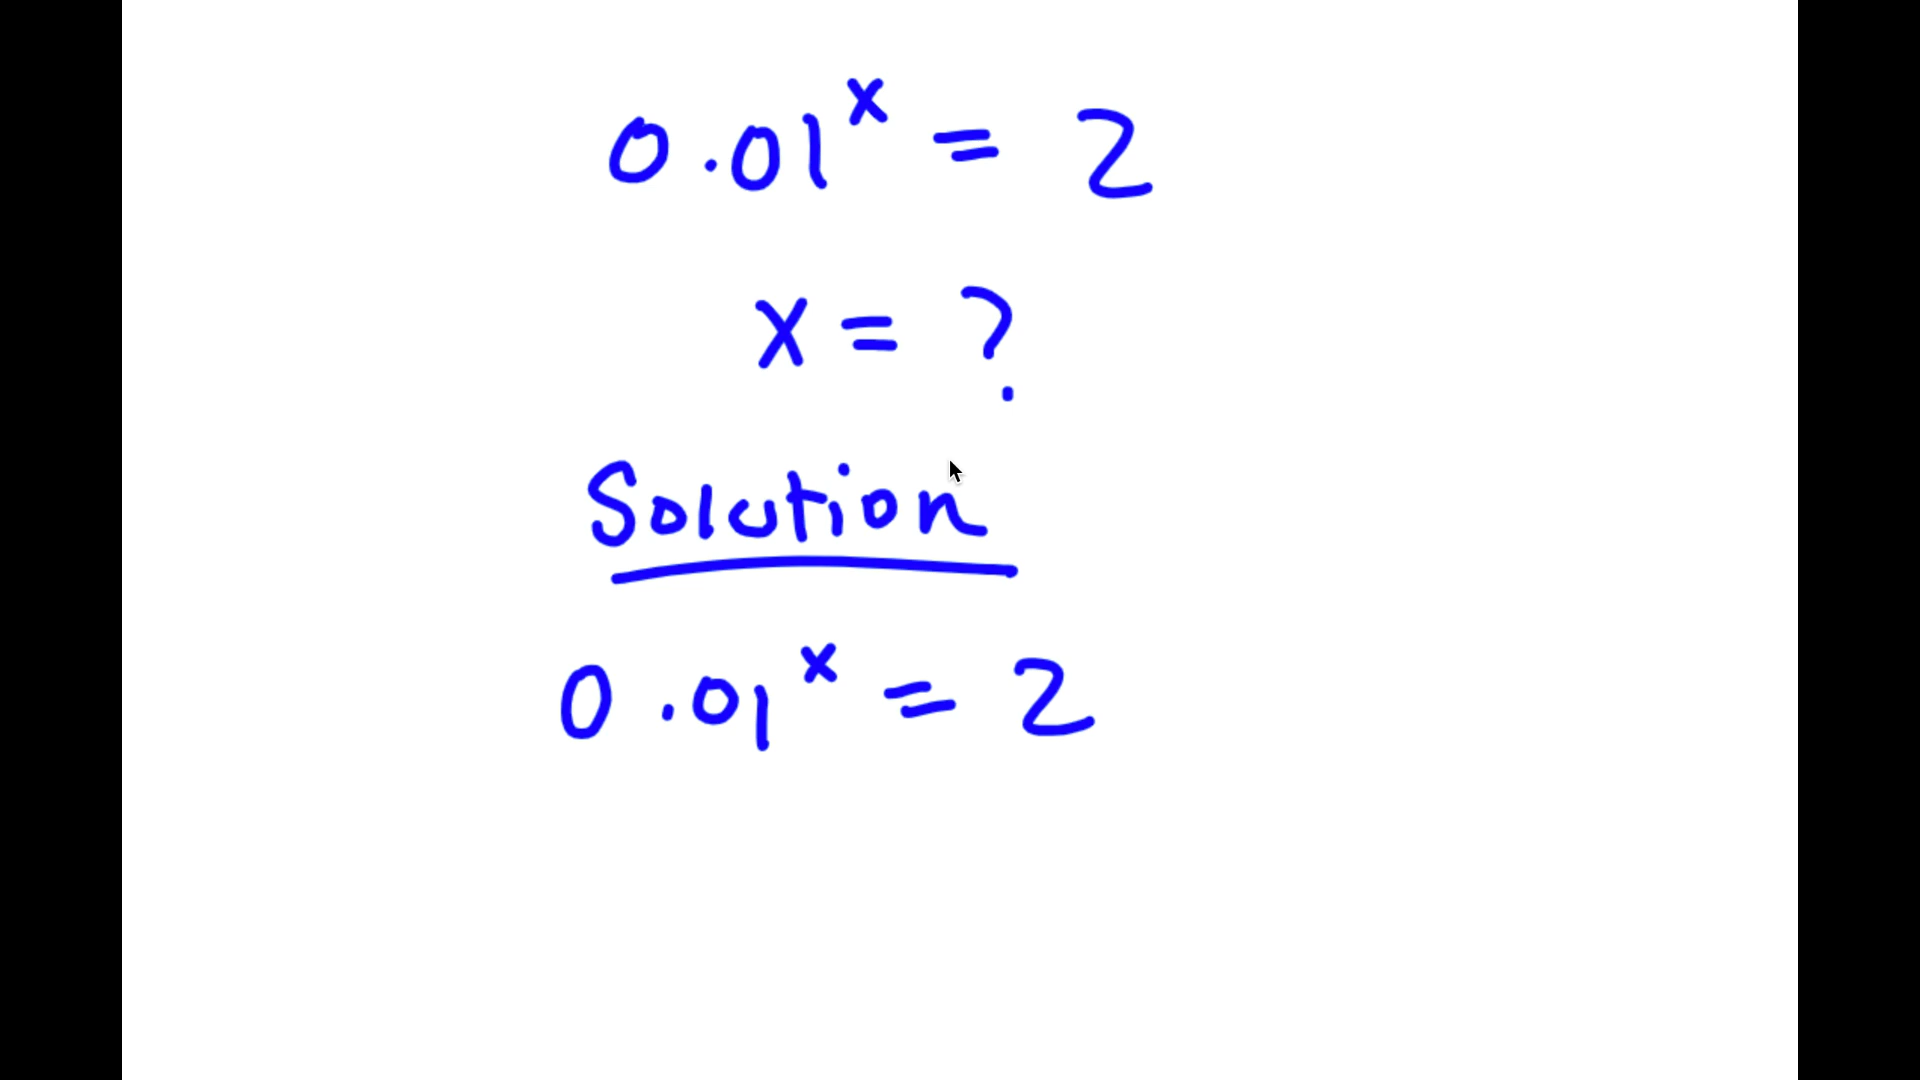 0.01^x = 2
x = ?
Solution
0.01^x = 2